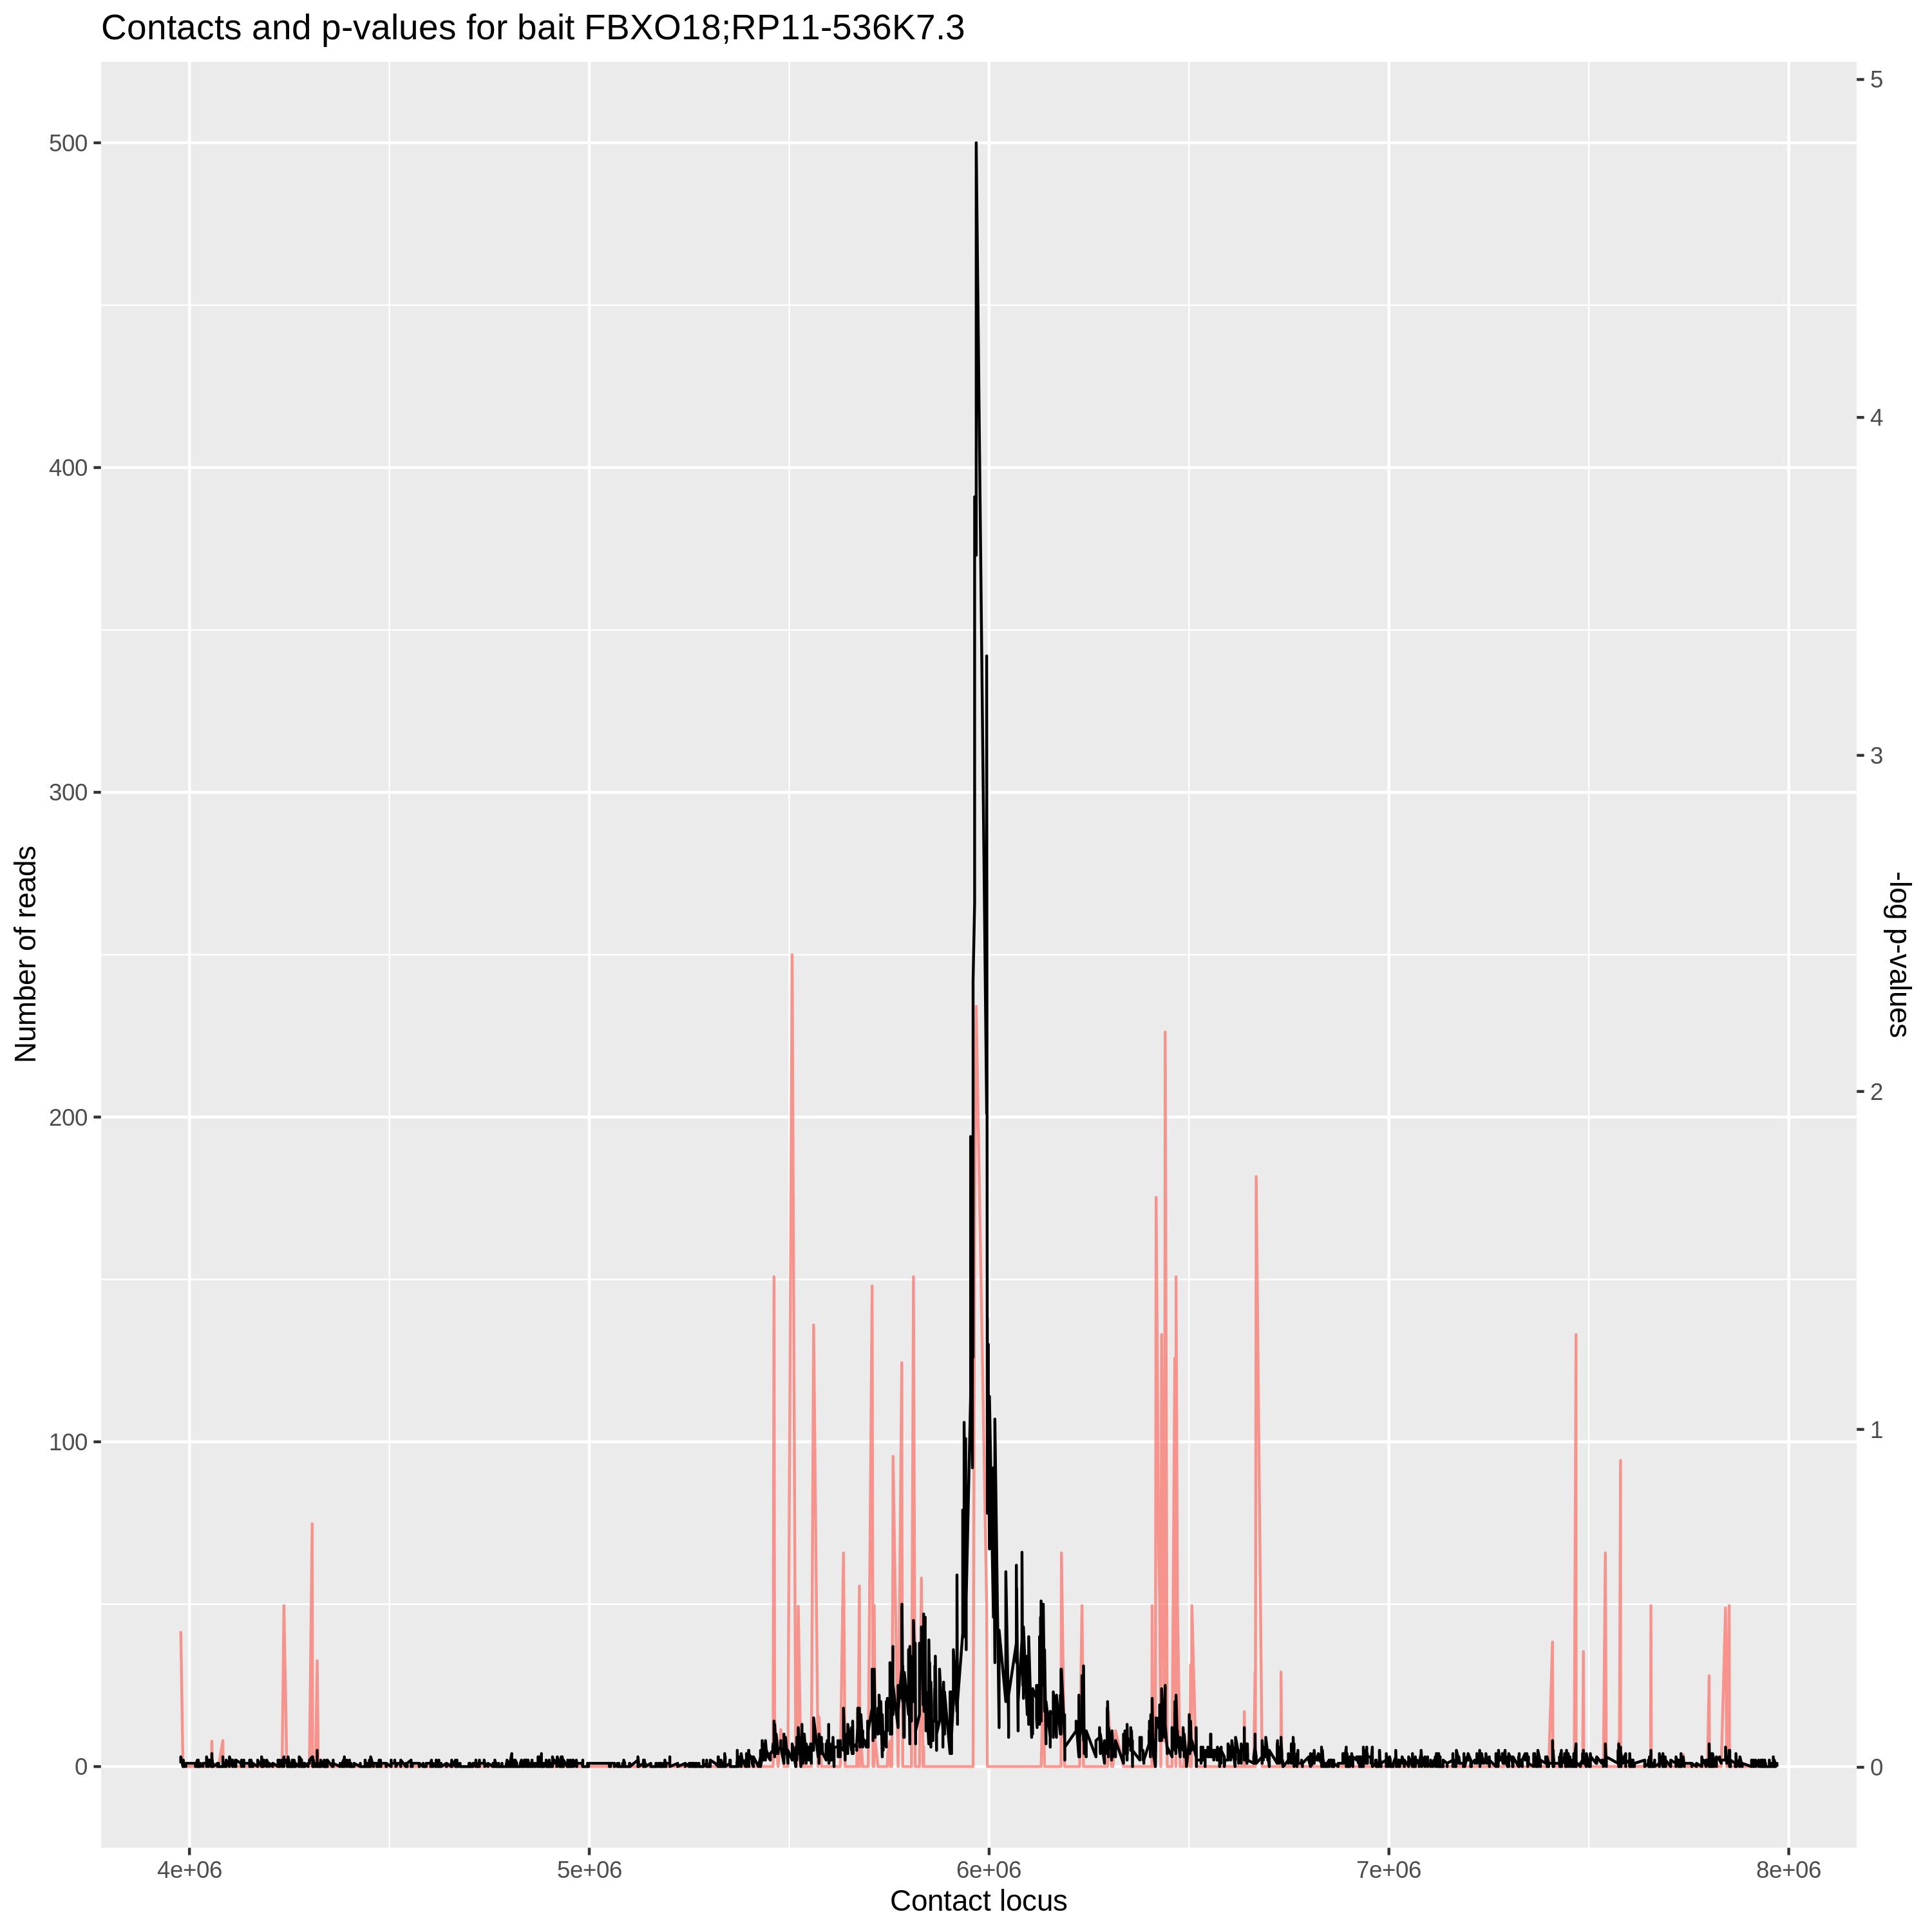 Contacts and p-values for bait FBXO18;RP11-536K7.3
500
400
300
200
100
0
Number of reads
5
4
3
2
1
0
-log p-values
4e+06 5e+06 6e+06 7e+06 8e+06
Contact locus